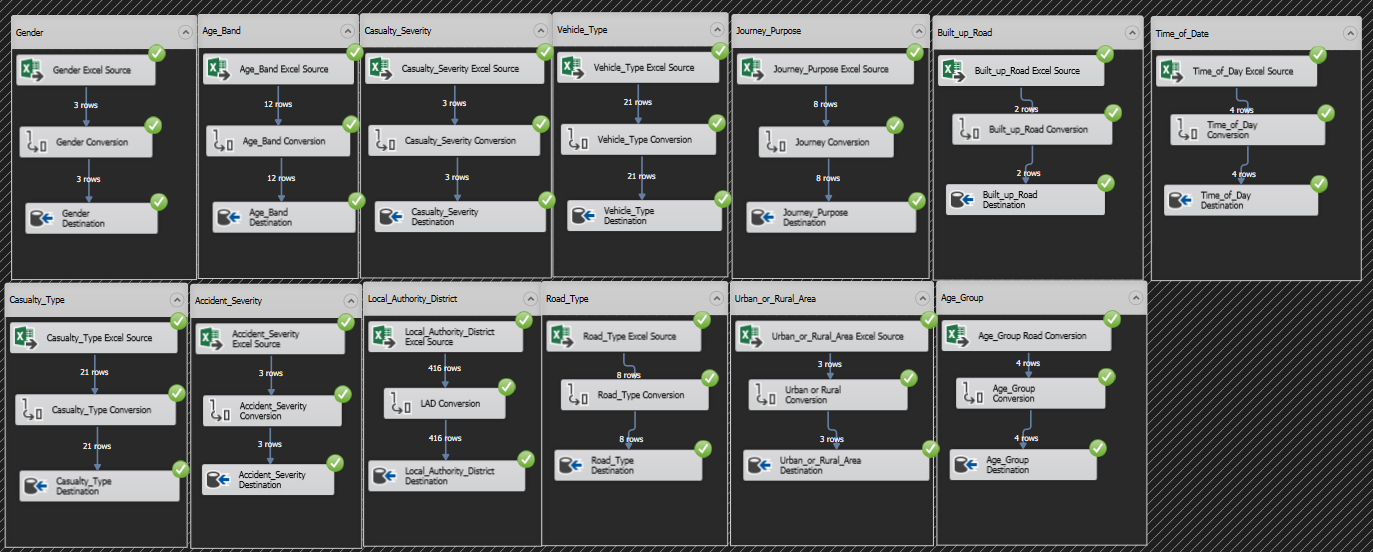 Gender
Gender Excel Source
3 rows
Gender Conversion
3 rows
Gender
Destination
Age_Band
Age_Band Excel Source
12 rows
Age_Band Conversion
12 rows
Age_Band
Destination
Casualty_Severity
Casualty_Severity Excel Source
3 rows
Casualty_Severity Conversion
3 rows
Casualty_Severity
Destination
Vehicle_Type
Vehicle_Type Excel Source
21 rows
Vehicle_Type Conversion
21 rows
Vehicle_Type
Destination
Journey_Purpose
Journey_Purpose Excel Source
8 rows
Journey Conversion
8 rows
Journey_Purpose
Destination
Built_up_Road
Built_up_Road Excel Source
2 rows
Built_up_Road Conversion
2 rows
Built_up_Road
Destination
Time_of_Date
Time_of_Day Excel Source
4 rows
Time_of_Day
Conversion
4 rows
Time_of_Day
Destination
Casualty_Type
Casualty_Type Excel Source
21 rows
Casualty_Type Conversion
21 rows
Casualty_Type
Destination
Accident_Severity
Accident_Severity
Excel Source
3 rows
Accident_Severity
Conversion
3 rows
Accident_Severity
Destination
Local_Authority_District
Local_Authority_District
Excel Source
416 rows
LAD Conversion
416 rows
Local_Authority_District
Destination
Road_Type
Road_Type Excel Source
8 rows
Road_Type Conversion
8 rows
Road_Type
Destination
Urban_or_Rural_Area
Urban_or_Rural_Area Excel Source
3 rows
Urban or Rural
Conversion
3 rows
Urban_or_Rural_Area
Destination
Age_Group
Age_Group Road Conversion
4 rows
Age_Group
Conversion
4 rows
Age_Group
Destination